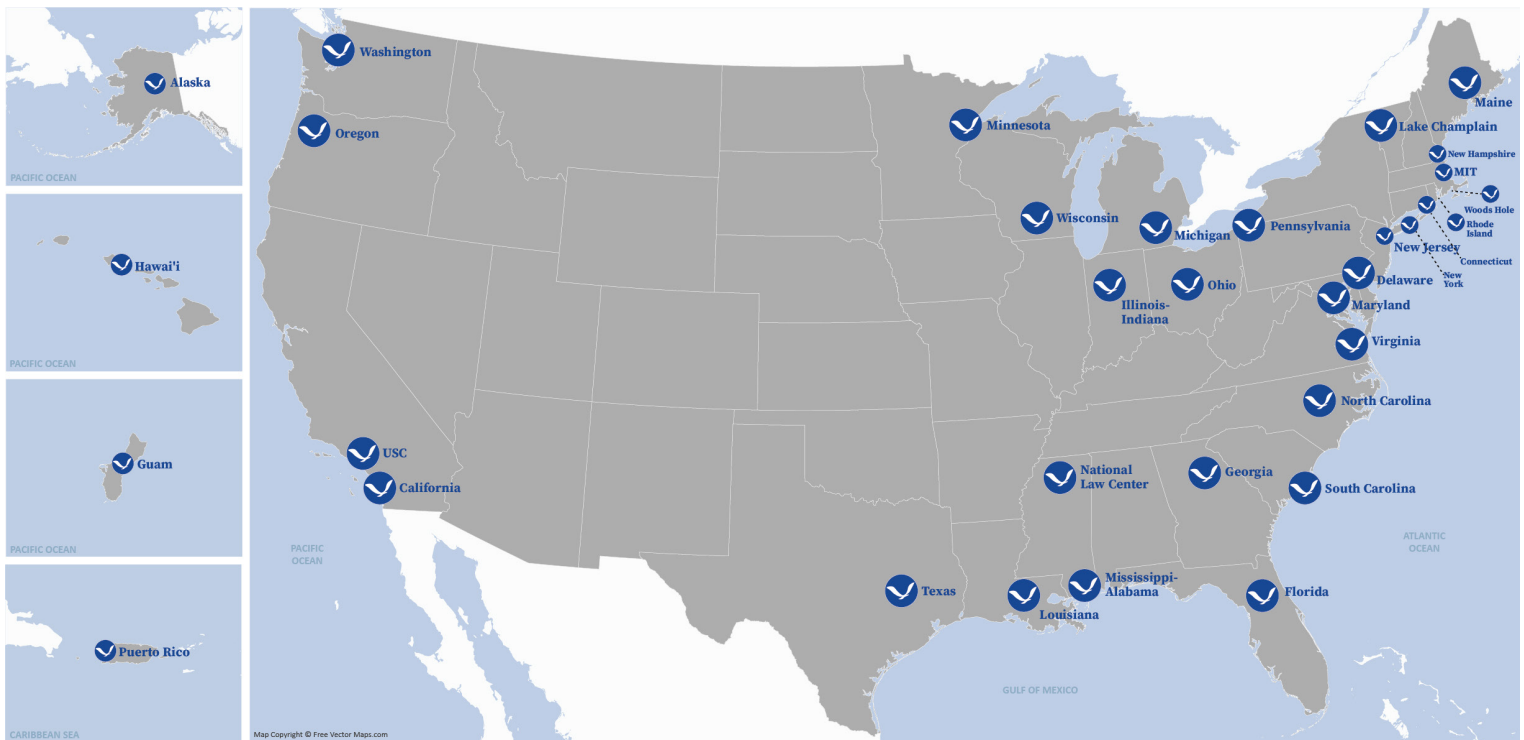 Alaska
PACIFIC OCEAN
Hawai'i
PACIFIC OCEAN
Guam
PACIFIC OCEAN
Puerto Rico
CARIBBEAN SEA
Washington
Oregon
USC
California
PACIFIC
OCEAN
Map Copyright © Free Vector Maps.com
Minnesota
Wisconsin
Michigan
Illinois-
Indiana
Ohio
Pennsylvania
Maine
Lake Champlain
New Hampshire
MIT
Woods Hole
Rhode
Island
Connecticut
New
York
New Jersey
Delaware
Maryland
Virginia
North Carolina
South Carolina
Georgia
National
Law Center
Texas
Louisiana
Mississippi-
Alabama
Florida
GULF OF MEXICO
ATLANTIC
OCEAN